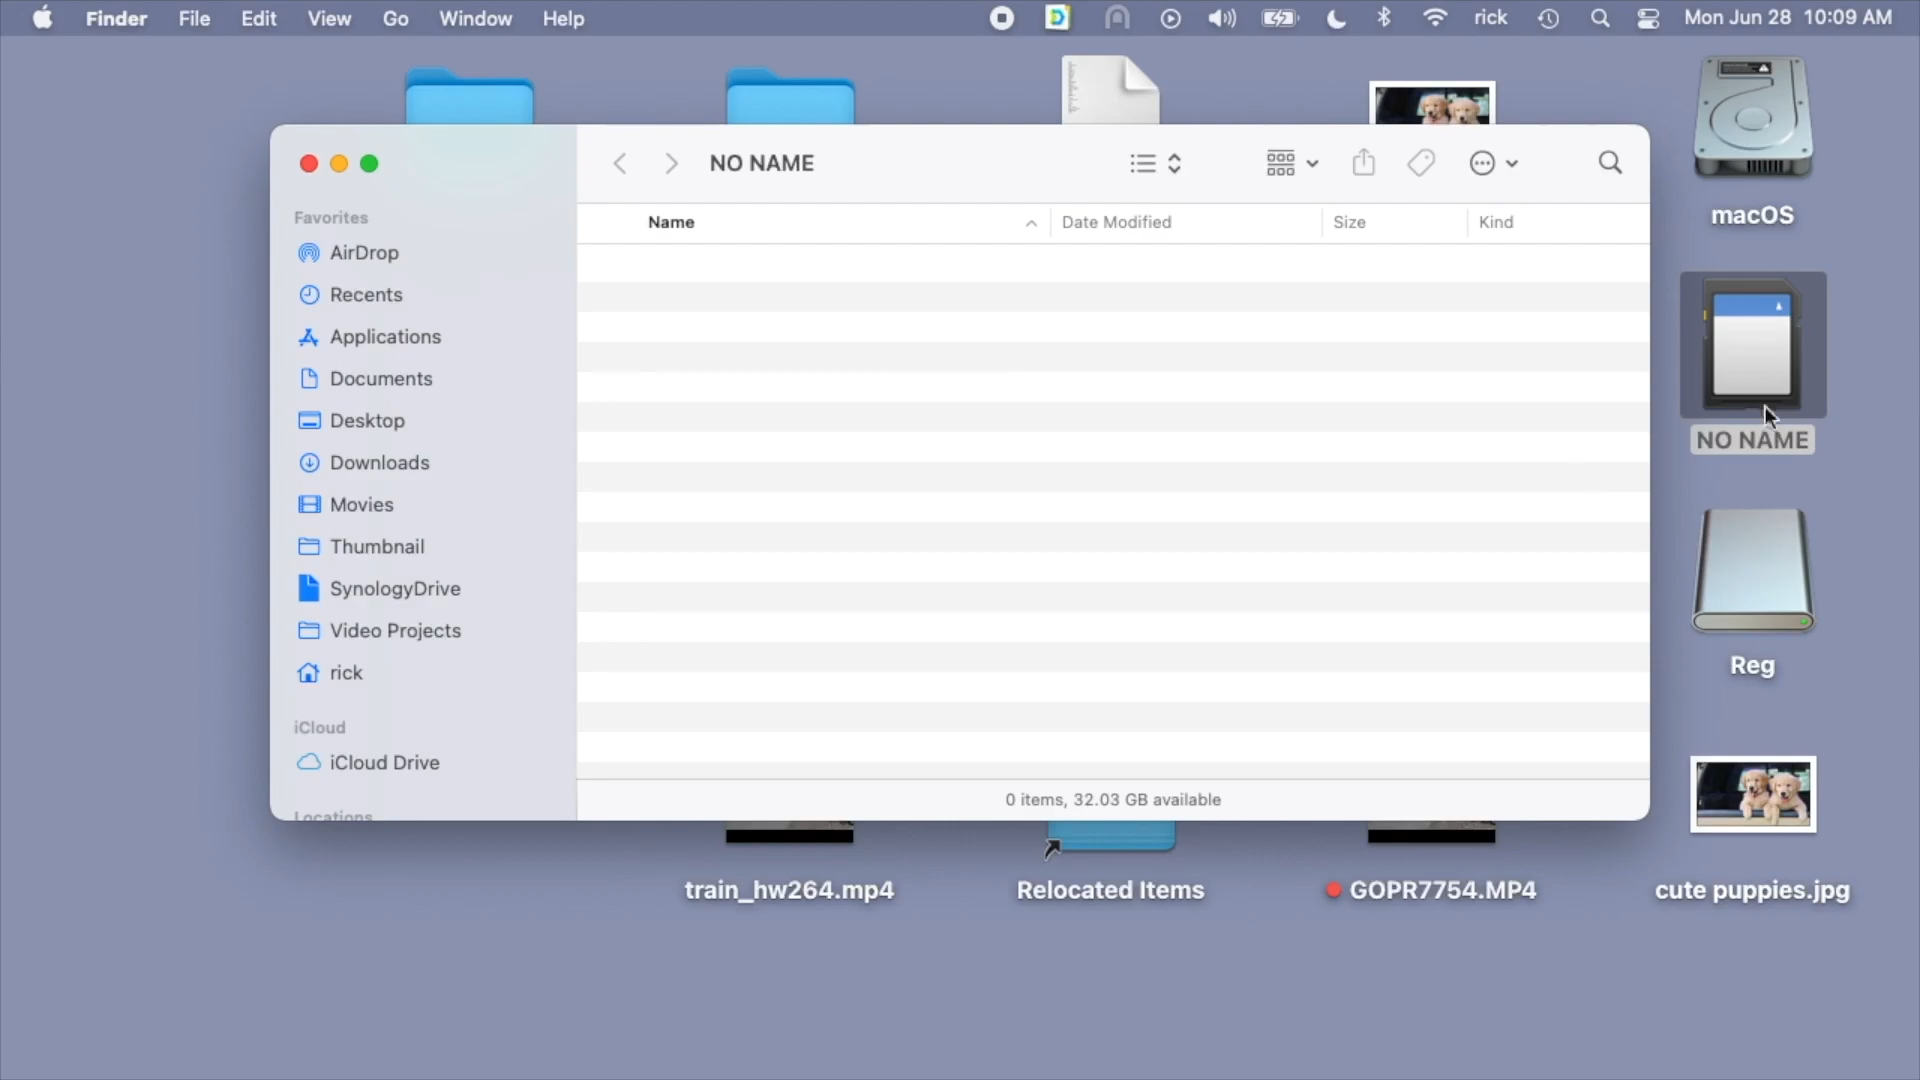 Finder File Edit View Go Window Help rick Mon Jun 28 10:09 AM
NO NAME
Name Date Modified Size Kind
Favorites
AirDrop
Recents
Applications
Documents
Desktop
Downloads
Movies
Thumbnail
SynologyDrive
Video Projects
rick
iCloud
iCloud Drive
Locations
0 items, 32.03 GB available
macOS
NO NAME
Reg
train_hw264.mp4
Relocated Items
GOPR7754.MP4
cute puppies.jpg